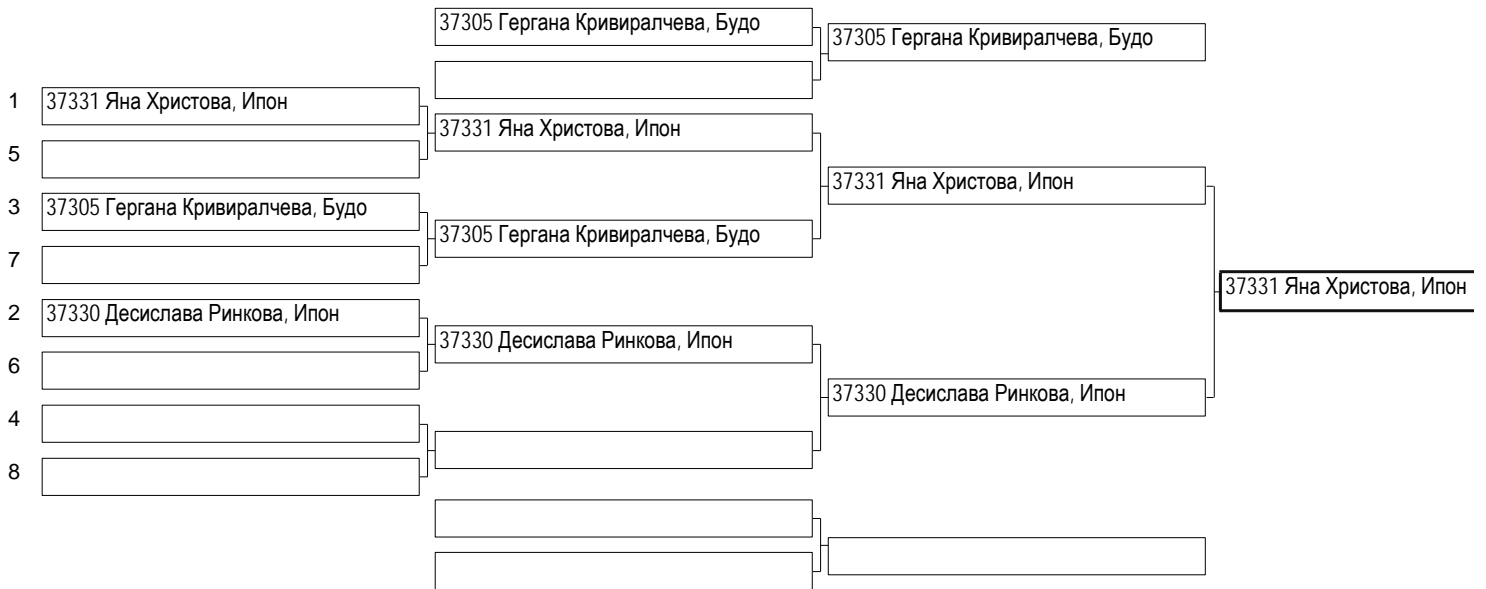 37305 Гергана Кривиралчева, Будо
37305 Гергана Кривиралчева, Будо
1 37331 Яна Христова, Ипон
37331 Яна Христова, Ипон
5
37331 Яна Христова, Ипон
3 37305 Гергана Кривиралчева, Будо
37305 Гергана Кривиралчева, Будо
7
37331 Яна Христова, Ипон
2 37330 Десислава Ринкова, Ипон
37330 Десислава Ринкова, Ипон
6
37330 Десислава Ринкова, Ипон
4
8